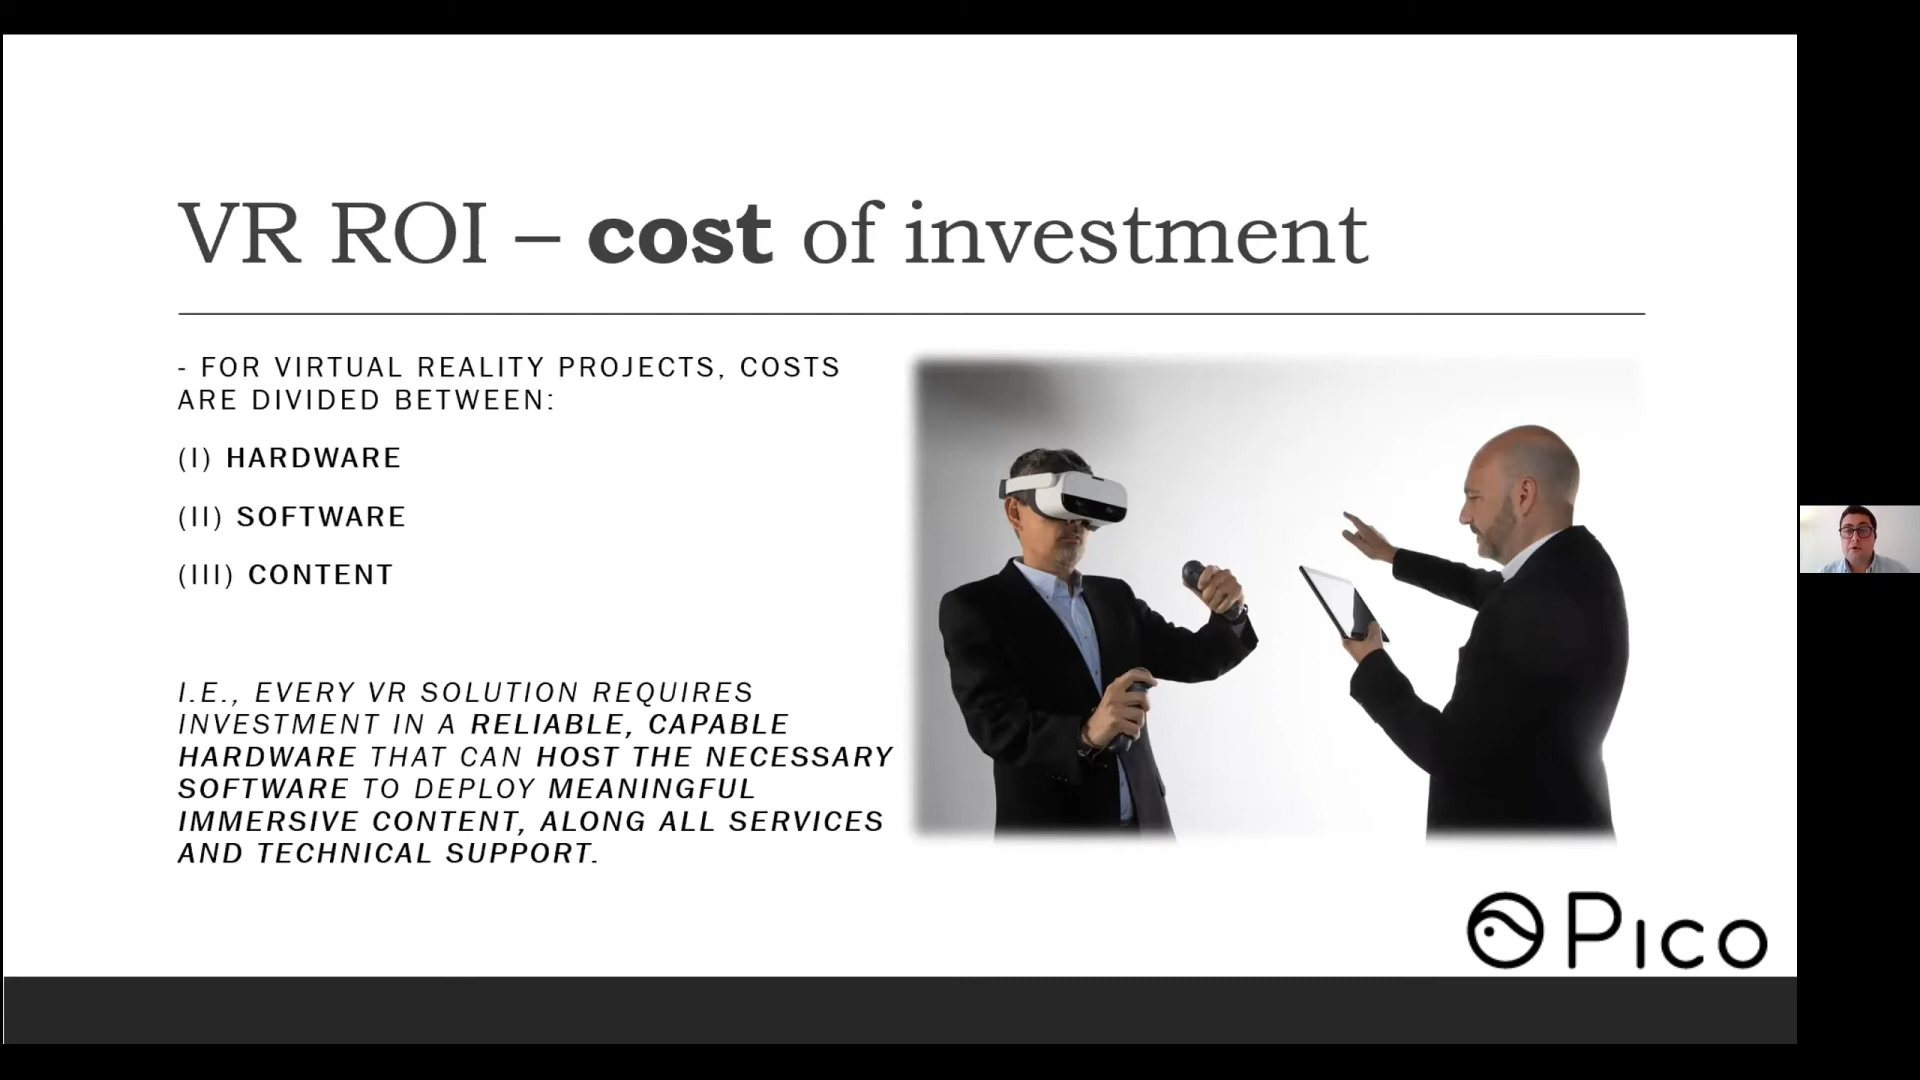 VR ROI – cost of investment
- FOR VIRTUAL REALITY PROJECTS, COSTS
ARE DIVIDED BETWEEN:
(I) HARDWARE
(II) SOFTWARE
(III) CONTENT
I.E., EVERY VR SOLUTION REQUIRES
INVESTMENT IN A RELIABLE, CAPABLE
HARDWARE THAT CAN HOST THE NECESSARY
SOFTWARE TO DEPLOY MEANINGFUL
IMMERSIVE CONTENT, ALONG ALL SERVICES
AND TECHNICAL SUPPORT.
Pico